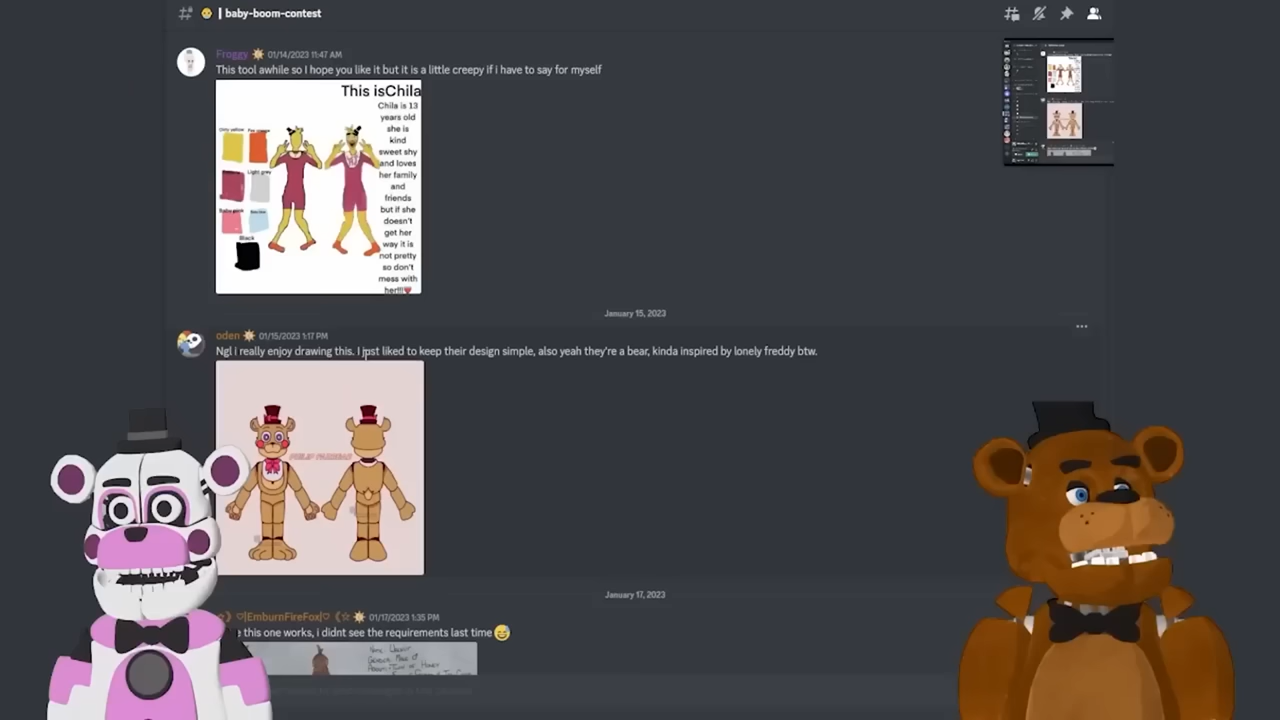 baby-boom-contest
Froggy 01/14/2023 11:47 AM
This tool awhile so I hope you like it but it is a little creepy if i have to say for myself
This isChila
Chila is 13
years old
she is
kind
sweet shy
and loves
her family
and
friends
but if she
doesn't
get her
way it is
not pretty
so don't
mess with
her!!!❤
Light grey
Black
January 15, 2023
oden 01/15/2023 1:17 PM
Ngl i really enjoy drawing this. I just liked to keep their design simple, also yeah they're a bear, kinda inspired by lonely freddy btw.
January 17, 2023
♡|EmburnFireFox|♡ 《☆ 01/17/2023 1:35 PM
this one works, i didnt see the requirements last time 😅